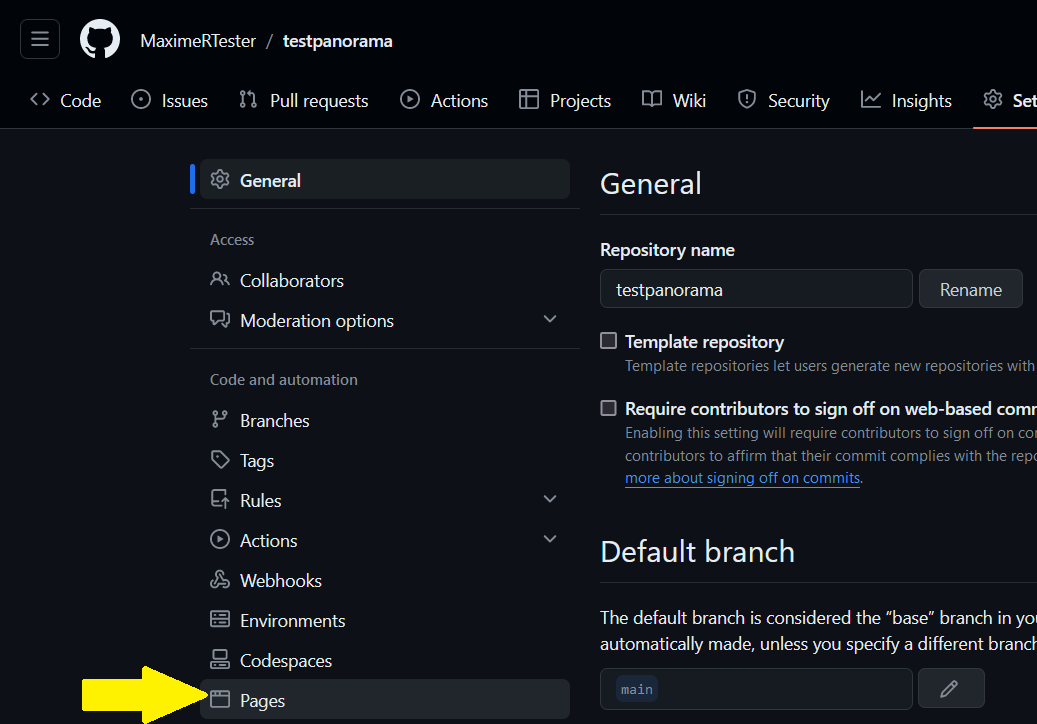 MaximeRTester / testpanorama
Code Issues Pull requests Actions Projects Wiki Security Insights Set
General
Access
Collaborators
Moderation options
Code and automation
Branches
Tags
Rules
Actions
Webhooks
Environments
Codespaces
Pages
General
Repository name
testpanorama Rename
Template repository
Template repositories let users generate new repositories with
Require contributors to sign off on web-based comm
Enabling this setting will require contributors to sign off on co
contributors to affirm that their commit complies with the repo
more about signing off on commits.
Default branch
The default branch is considered the “base” branch in you
automatically made, unless you specify a different branch
main